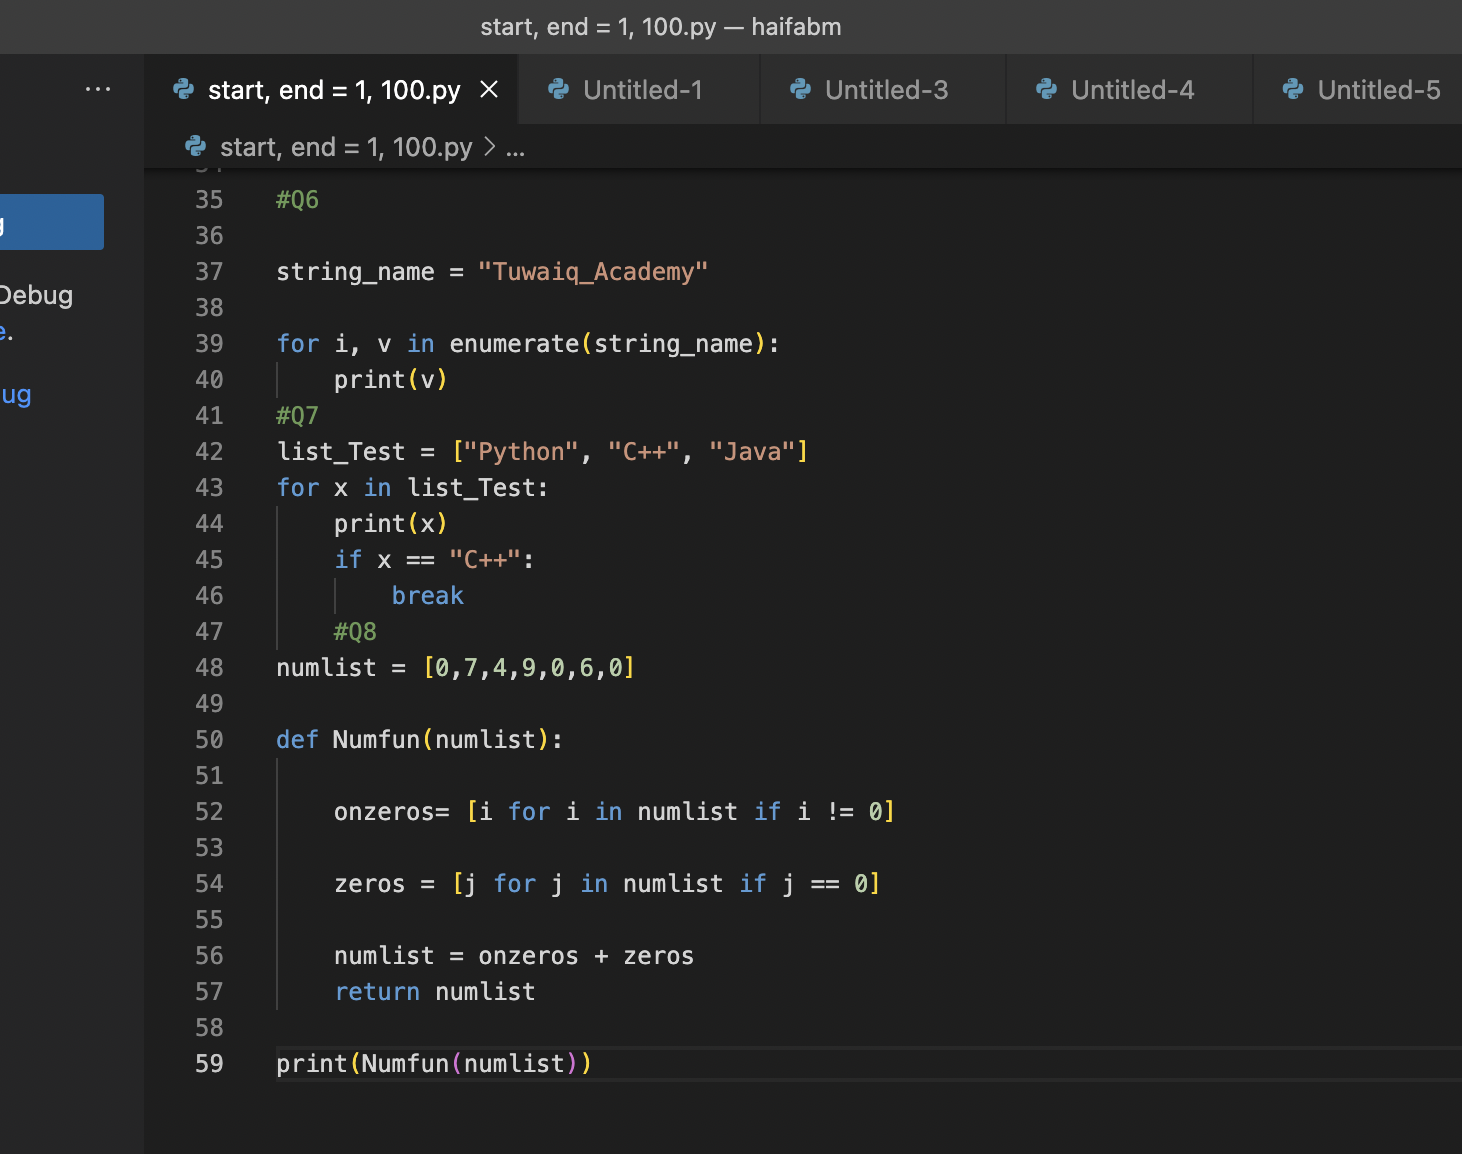 start, end = 1, 100.py — haifabm
... start, end = 1, 100.py Untitled-1 Untitled-3 Untitled-4 Untitled-5
start, end = 1, 100.py > ...
35 #Q6
36
37 string_name = "Tuwaiq_Academy"
38
39 for i, v in enumerate(string_name):
40     print(v)
41 #Q7
42 list_Test = ["Python", "C++", "Java"]
43 for x in list_Test:
44     print(x)
45     if x == "C++":
46         break
47     #Q8
48 numlist = [0,7,4,9,0,6,0]
49
50 def Numfun(numlist):
51
52     onzeros= [i for i in numlist if i != 0]
53
54     zeros = [j for j in numlist if j == 0]
55
56     numlist = onzeros + zeros
57     return numlist
58
59 print(Numfun(numlist))
Debug
e.
ug